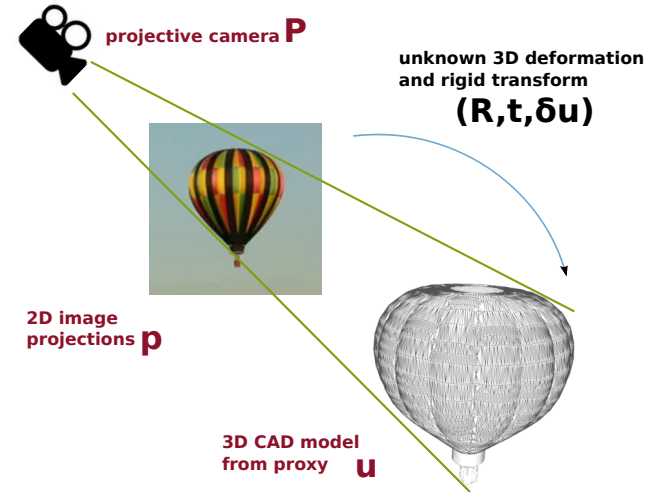 projective camera P
unknown 3D deformation
and rigid transform
(R,t,δu)
2D image
projections p
3D CAD model
from proxy u